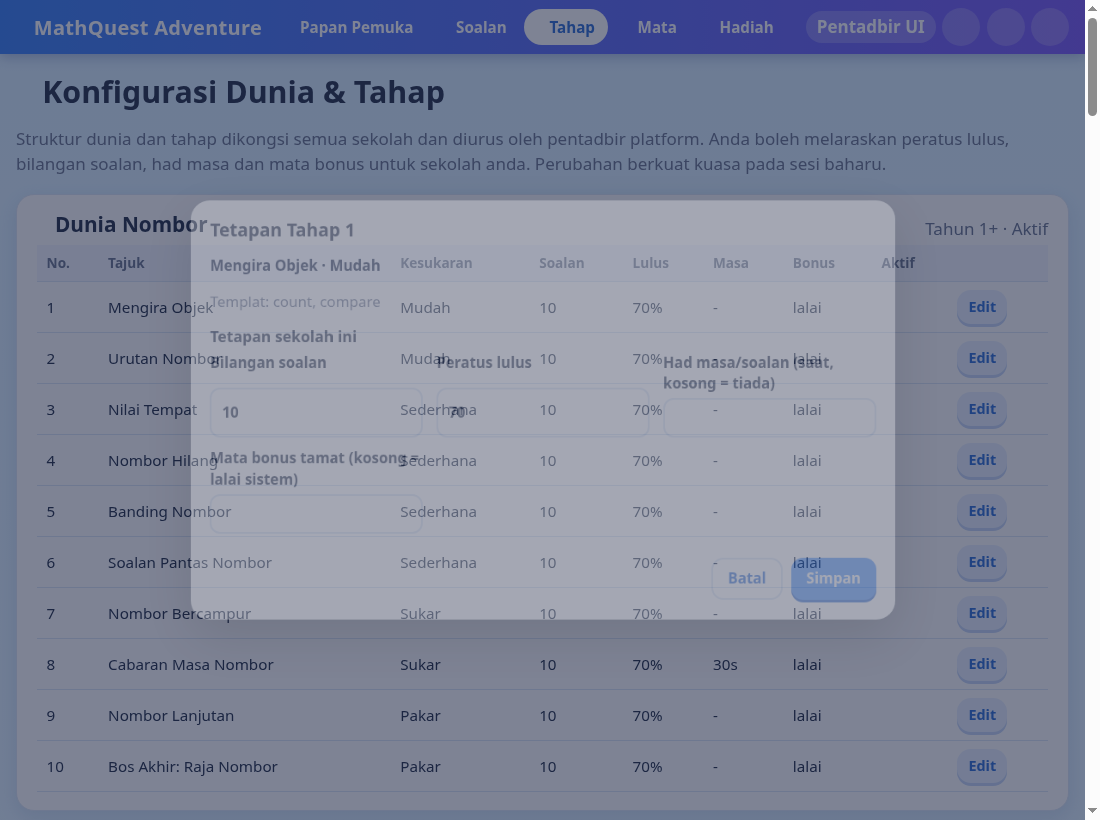 MathQuest Adventure Papan Pemuka Soalan Tahap Mata Hadiah Pentadbir UI
Konfigurasi Dunia & Tahap
Struktur dunia dan tahap dikongsi semua sekolah dan diurus oleh pentadbir platform. Anda boleh melaraskan peratus lulus,
bilangan soalan, had masa dan mata bonus untuk sekolah anda. Perubahan berkuat kuasa pada sesi baharu.
Dunia Nombor
Tahun 1+ · Aktif
No. Tajuk Kesukaran Soalan Lulus Masa Bonus Aktif
1 Mengira Objek Mudah 10 70% - lalai Edit
2 Urutan Nombor Mudah 10 70% - lalai Edit
3 Nilai Tempat Sederhana 10 70% - lalai Edit
4 Nombor Hilang Sederhana 10 70% - lalai Edit
5 Banding Nombor Sederhana 10 70% - lalai Edit
6 Soalan Pantas Nombor Sederhana 10 70% - lalai Edit
7 Nombor Bercampur Sukar 10 70% - lalai Edit
8 Cabaran Masa Nombor Sukar 10 70% 30s lalai Edit
9 Nombor Lanjutan Pakar 10 70% - lalai Edit
10 Bos Akhir: Raja Nombor Pakar 10 70% - lalai Edit
Tetapan Tahap 1
Mengira Objek · Mudah
Templat: count, compare
Tetapan sekolah ini
Bilangan soalan
10
Peratus lulus
70
Had masa/soalan (saat,
kosong = tiada)
Mata bonus tamat (kosong =
lalai sistem)
Batal Simpan